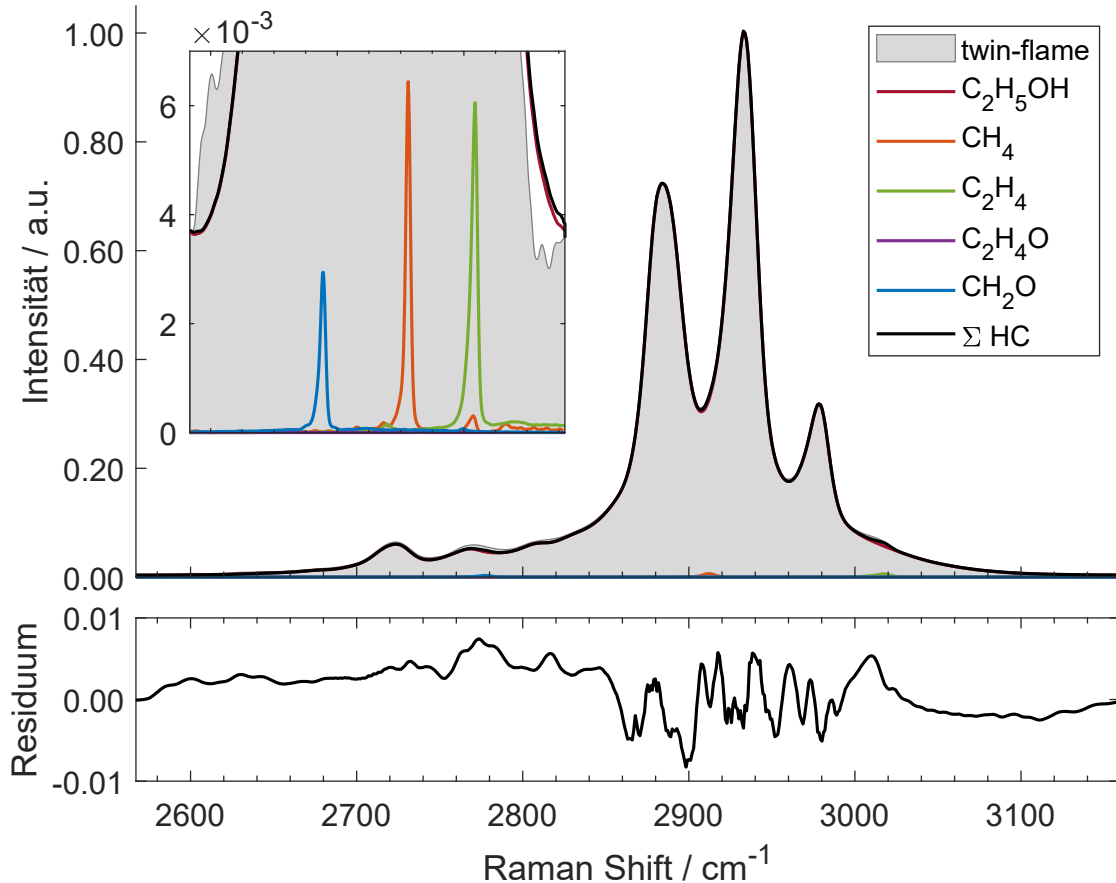 1.00
0.80
0.60
0.40
0.20
0.00
Intensität / a.u.
×10-3
6
4
2
0
twin-flame
C2H5OH
CH4
C2H4
C2H4O
CH2O
Σ HC
0.01
0.00
-0.01
Residuum
2600 2700 2800 2900 3000 3100
Raman Shift / cm-1